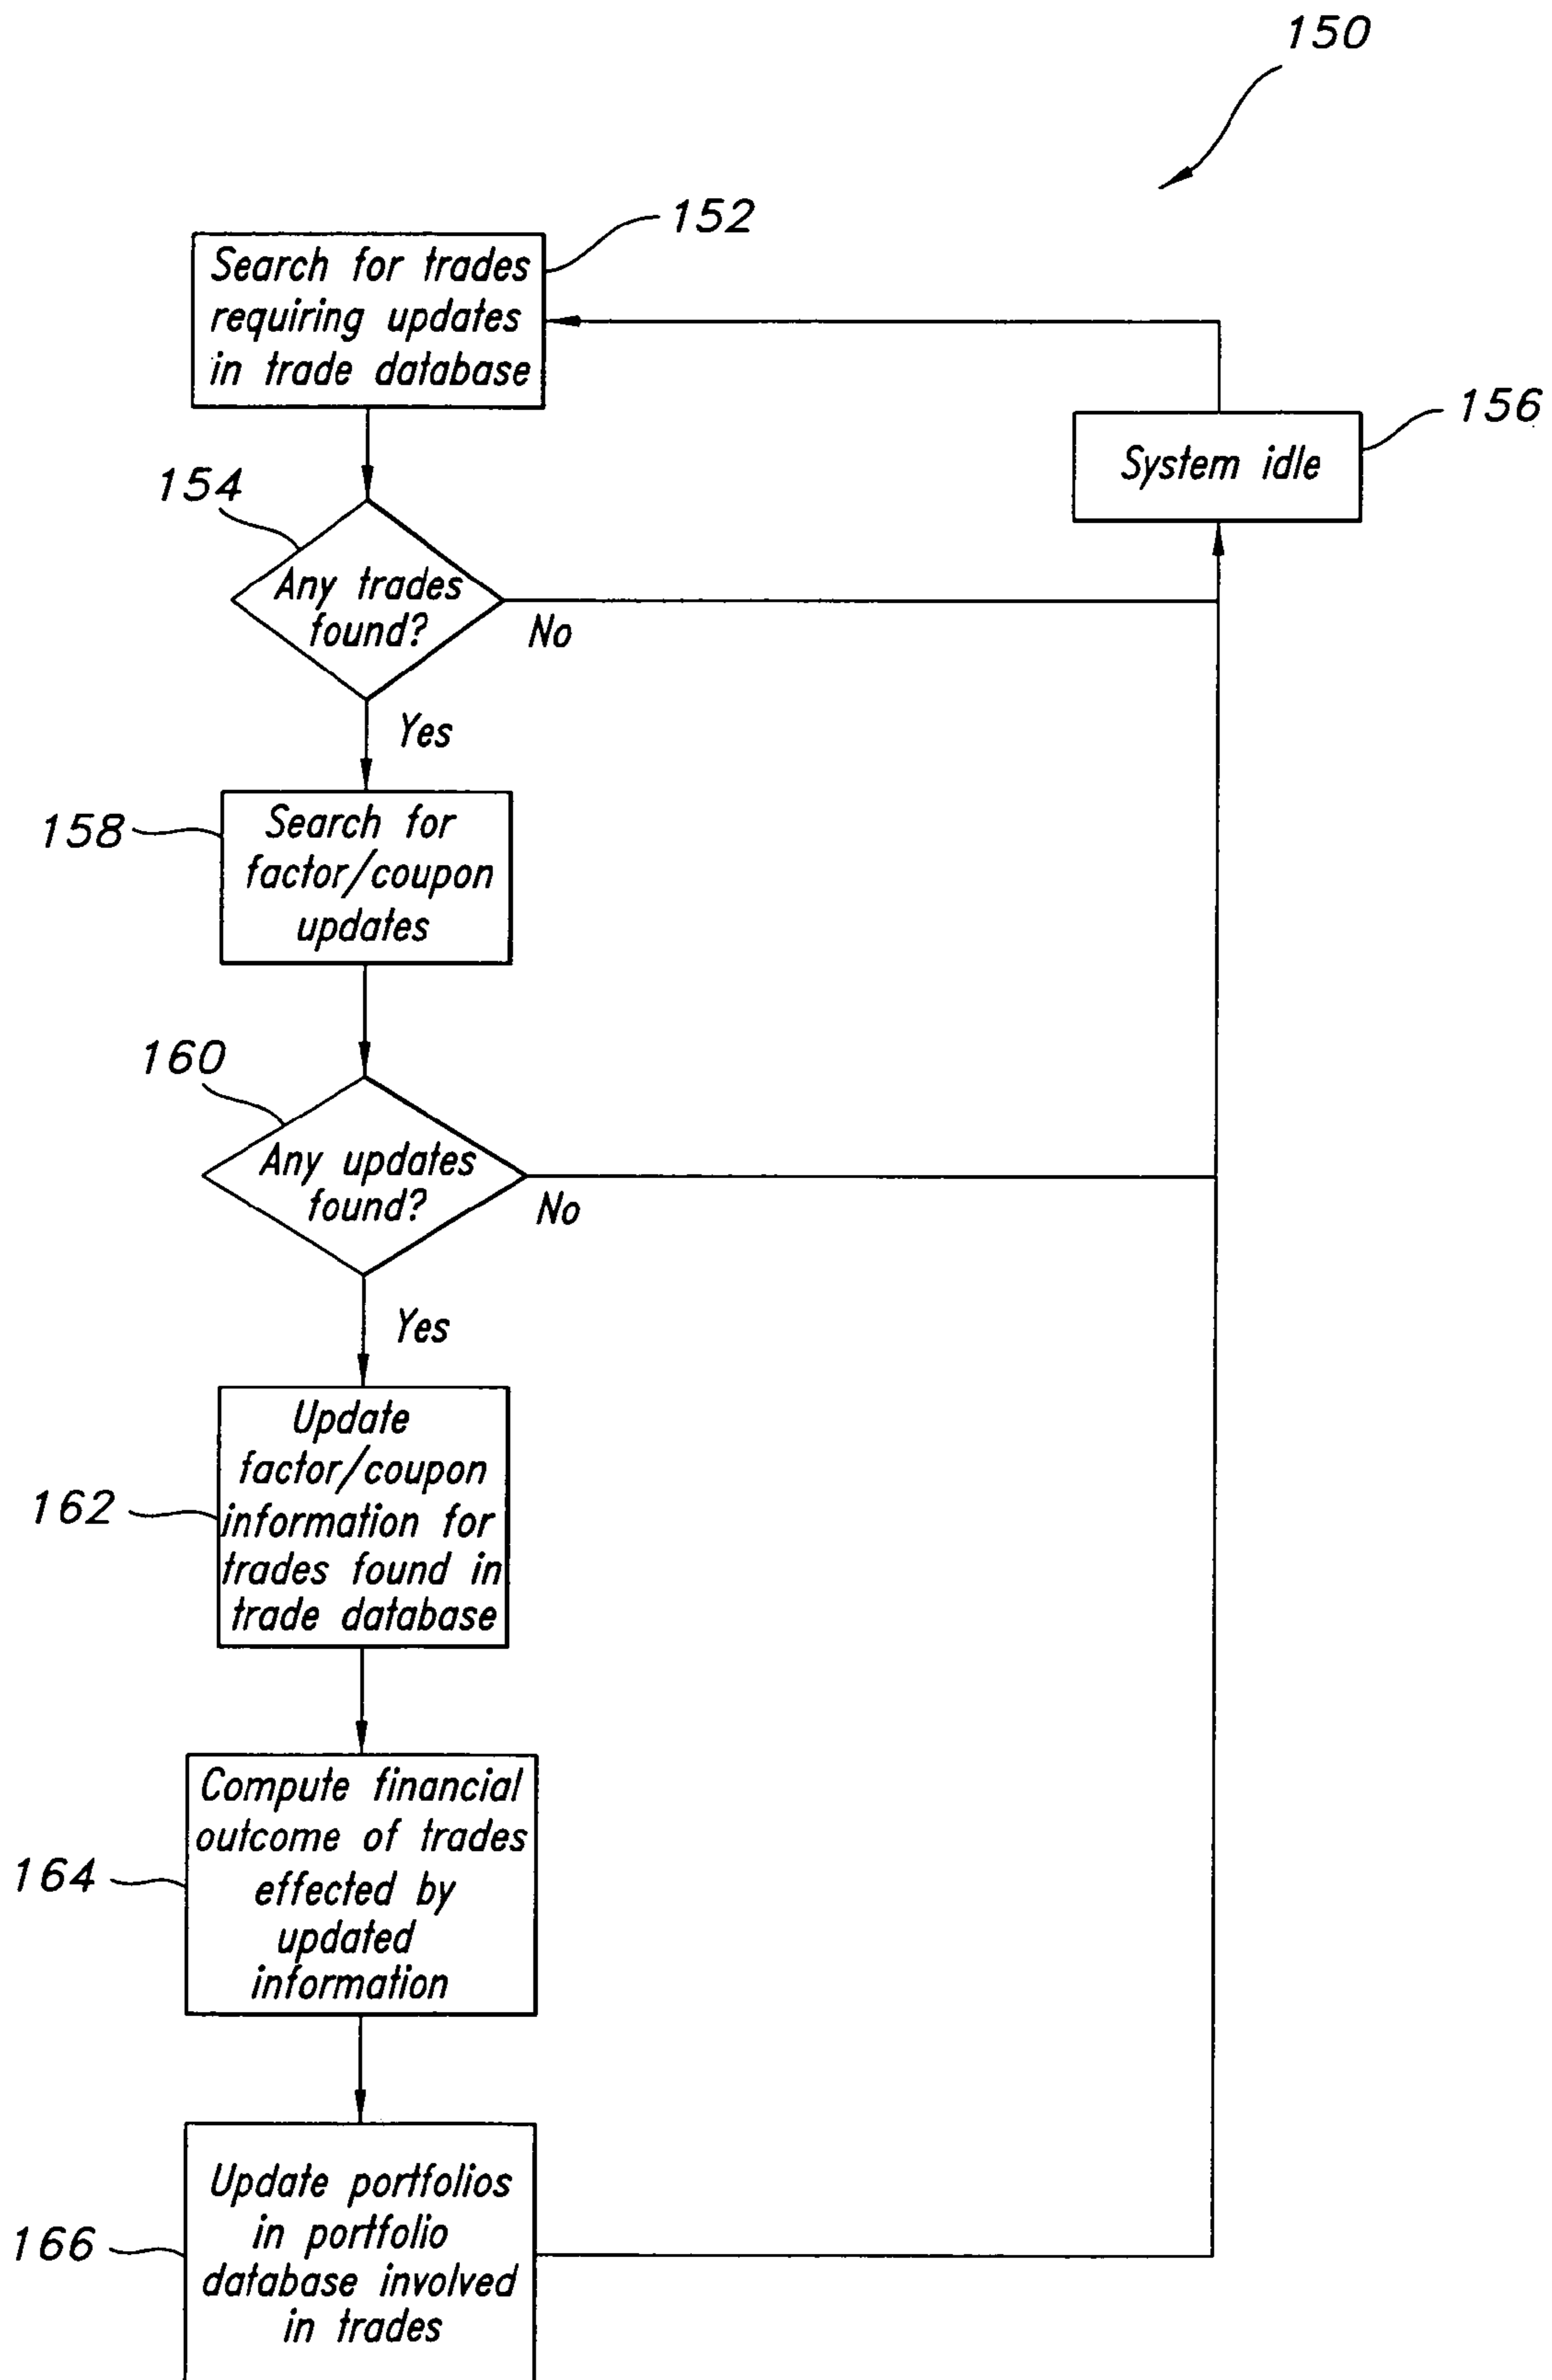 150
152
Search for trades
requiring updates
in trade database
156
System idle
154
Any trades
found?
No
Yes
158
Search for
factor/coupon
updates
160
Any updates
found?
No
Yes
162
Update
factor/coupon
information for
trades found in
trade database
164
Compute financial
outcome of trades
effected by
updated
information
166
Update portfolios
in portfolio
database involved
in trades